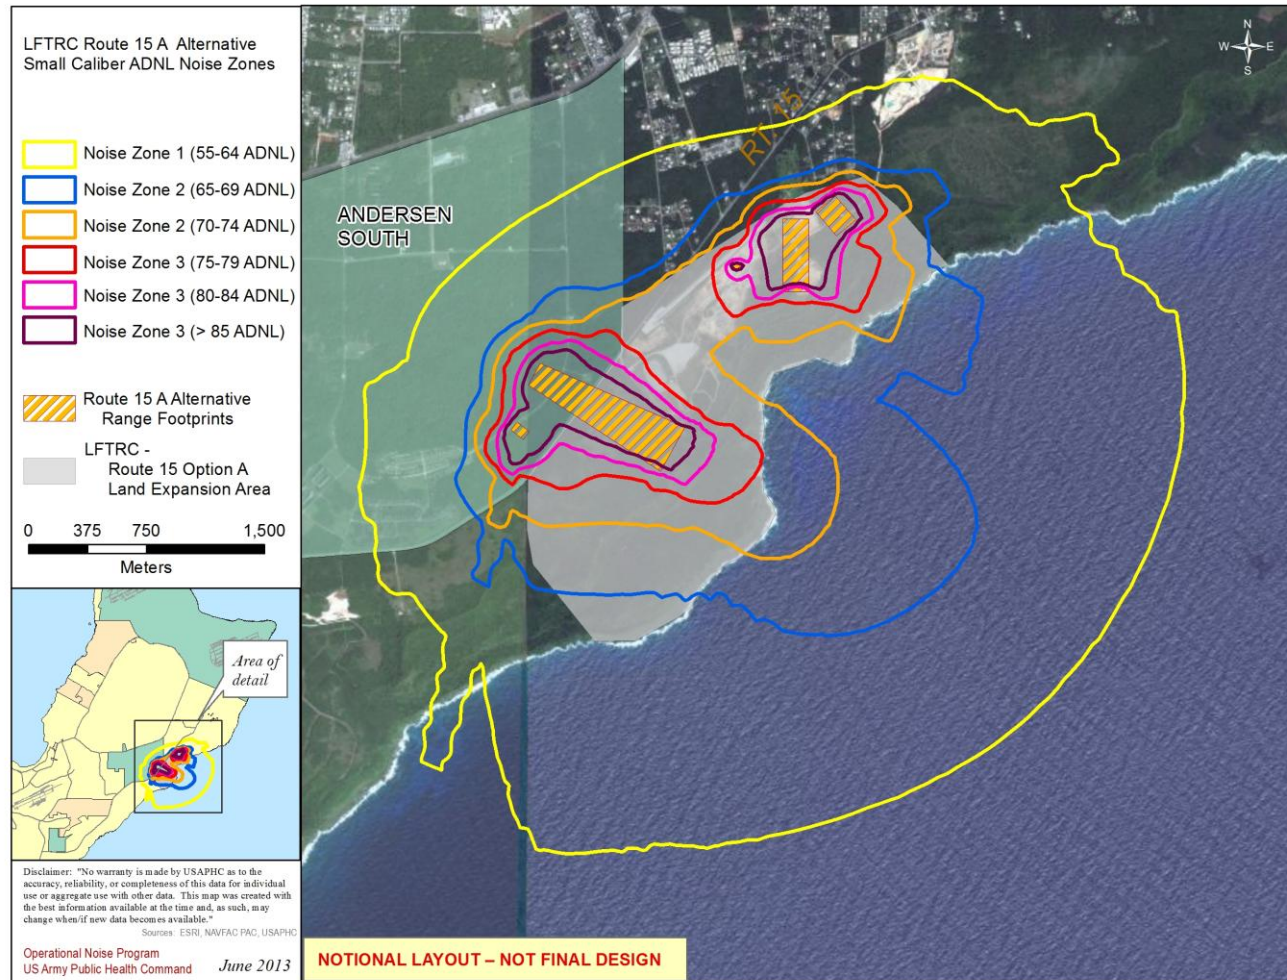 LFTRC Route 15 A Alternative
Small Caliber ADNL Noise Zones
Noise Zone 1 (55-64 ADNL)
Noise Zone 2 (65-69 ADNL)
Noise Zone 2 (70-74 ADNL)
Noise Zone 3 (75-79 ADNL)
Noise Zone 3 (80-84 ADNL)
Noise Zone 3 (> 85 ADNL)
Route 15 A Alternative
Range Footprints
LFTRC -
Route 15 Option A
Land Expansion Area
0 375 750 1,500
Meters
Area of
detail
Disclaimer: "No warranty is made by USAPHC as to the
accuracy, reliability, or completeness of this data for individual
use or aggregate use with other data. This map was created with
the best information available at the time and, as such, may
change when/if new data becomes available."
Sources: ESRI, NAVFAC PAC, USAPHC
Operational Noise Program
US Army Public Health Command June 2013
N
W E
S
RT 15
ANDERSEN
SOUTH
NOTIONAL LAYOUT – NOT FINAL DESIGN